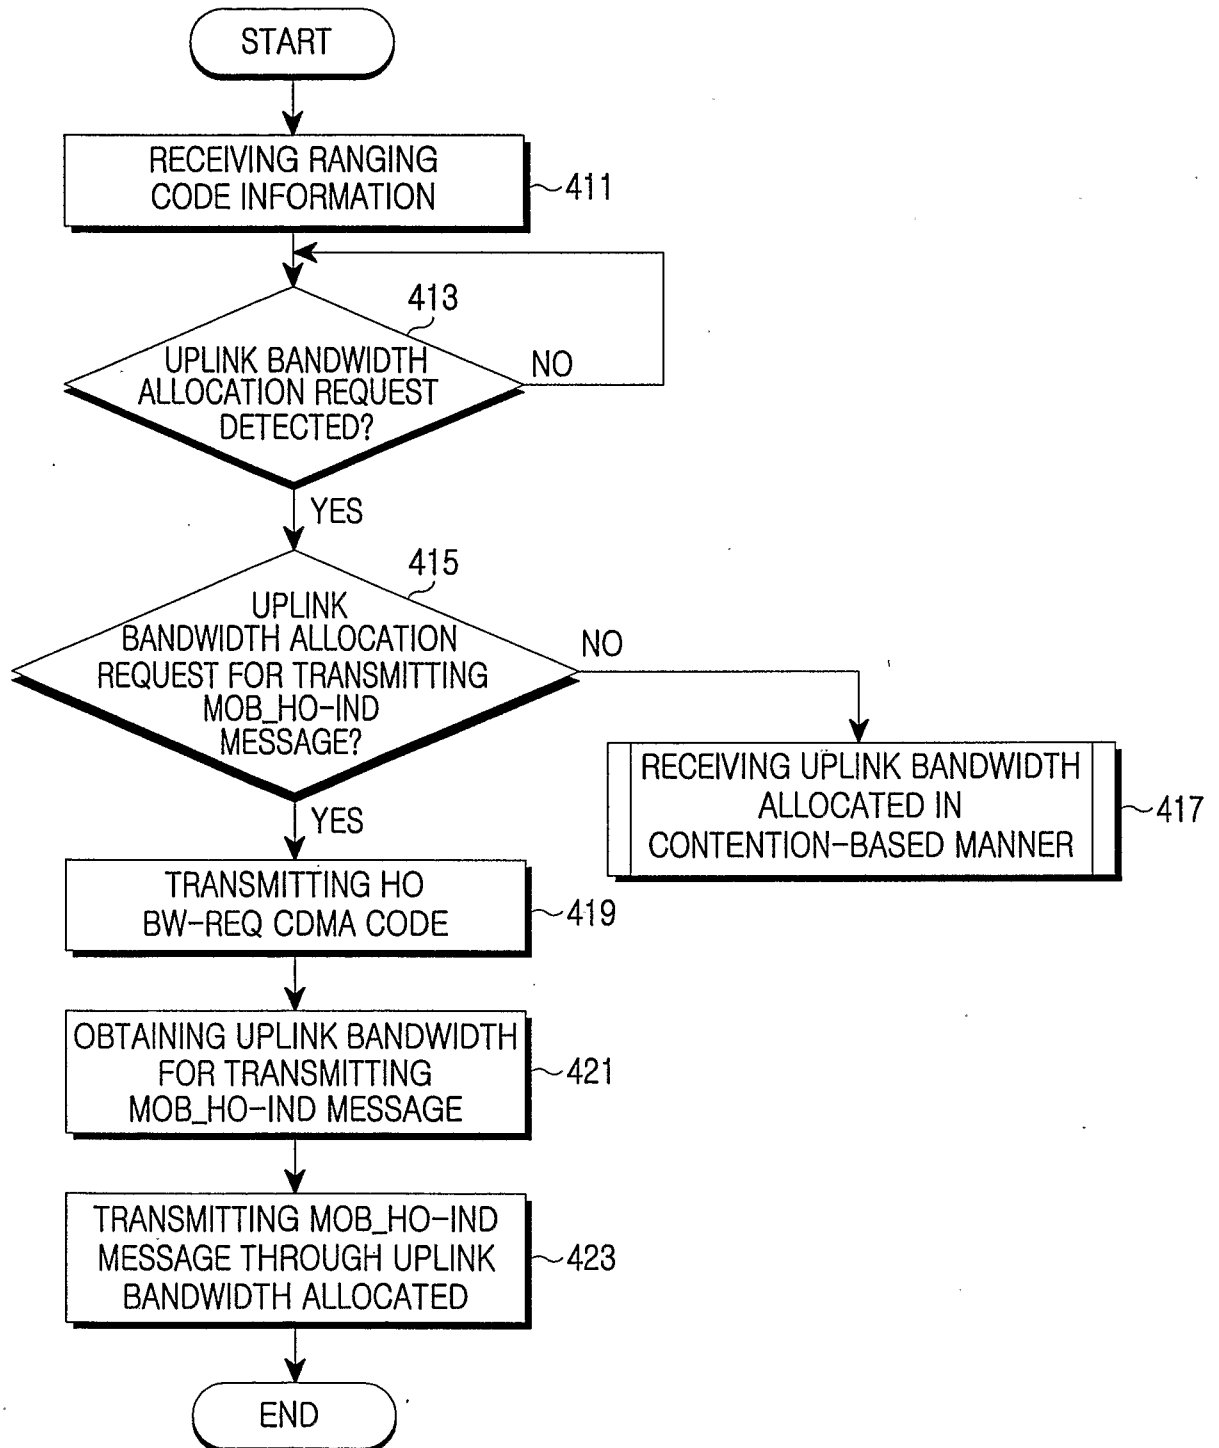 START
RECEIVING RANGING
CODE INFORMATION
411
413
UPLINK BANDWIDTH
ALLOCATION REQUEST
DETECTED?
NO
YES
415
UPLINK
BANDWIDTH ALLOCATION
REQUEST FOR TRANSMITTING
MOB_HO-IND
MESSAGE?
NO
YES
RECEIVING UPLINK BANDWIDTH
ALLOCATED IN
CONTENTION-BASED MANNER
417
TRANSMITTING HO
BW-REQ CDMA CODE
419
OBTAINING UPLINK BANDWIDTH
FOR TRANSMITTING
MOB_HO-IND MESSAGE
421
TRANSMITTING MOB_HO-IND
MESSAGE THROUGH UPLINK
BANDWIDTH ALLOCATED
423
END